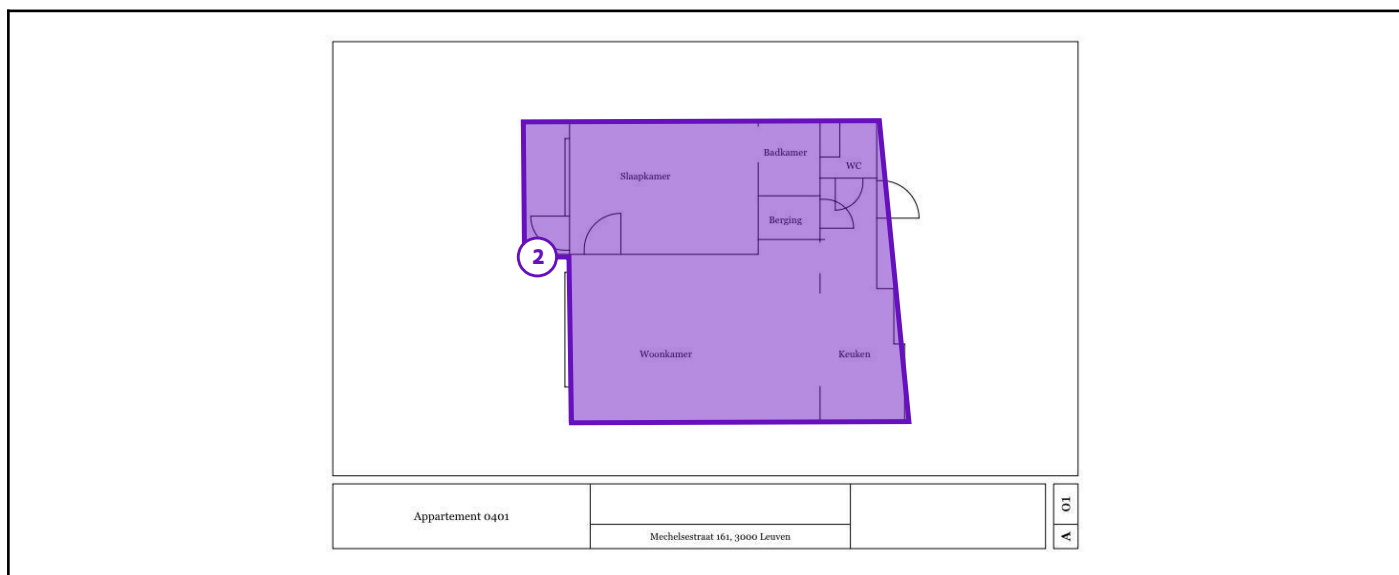 Badkamer
WC
Slaapkamer
Berging
2
Woonkamer
Keuken
Appartement 0401
Mechelsestraat 161, 3000 Leuven
A 01